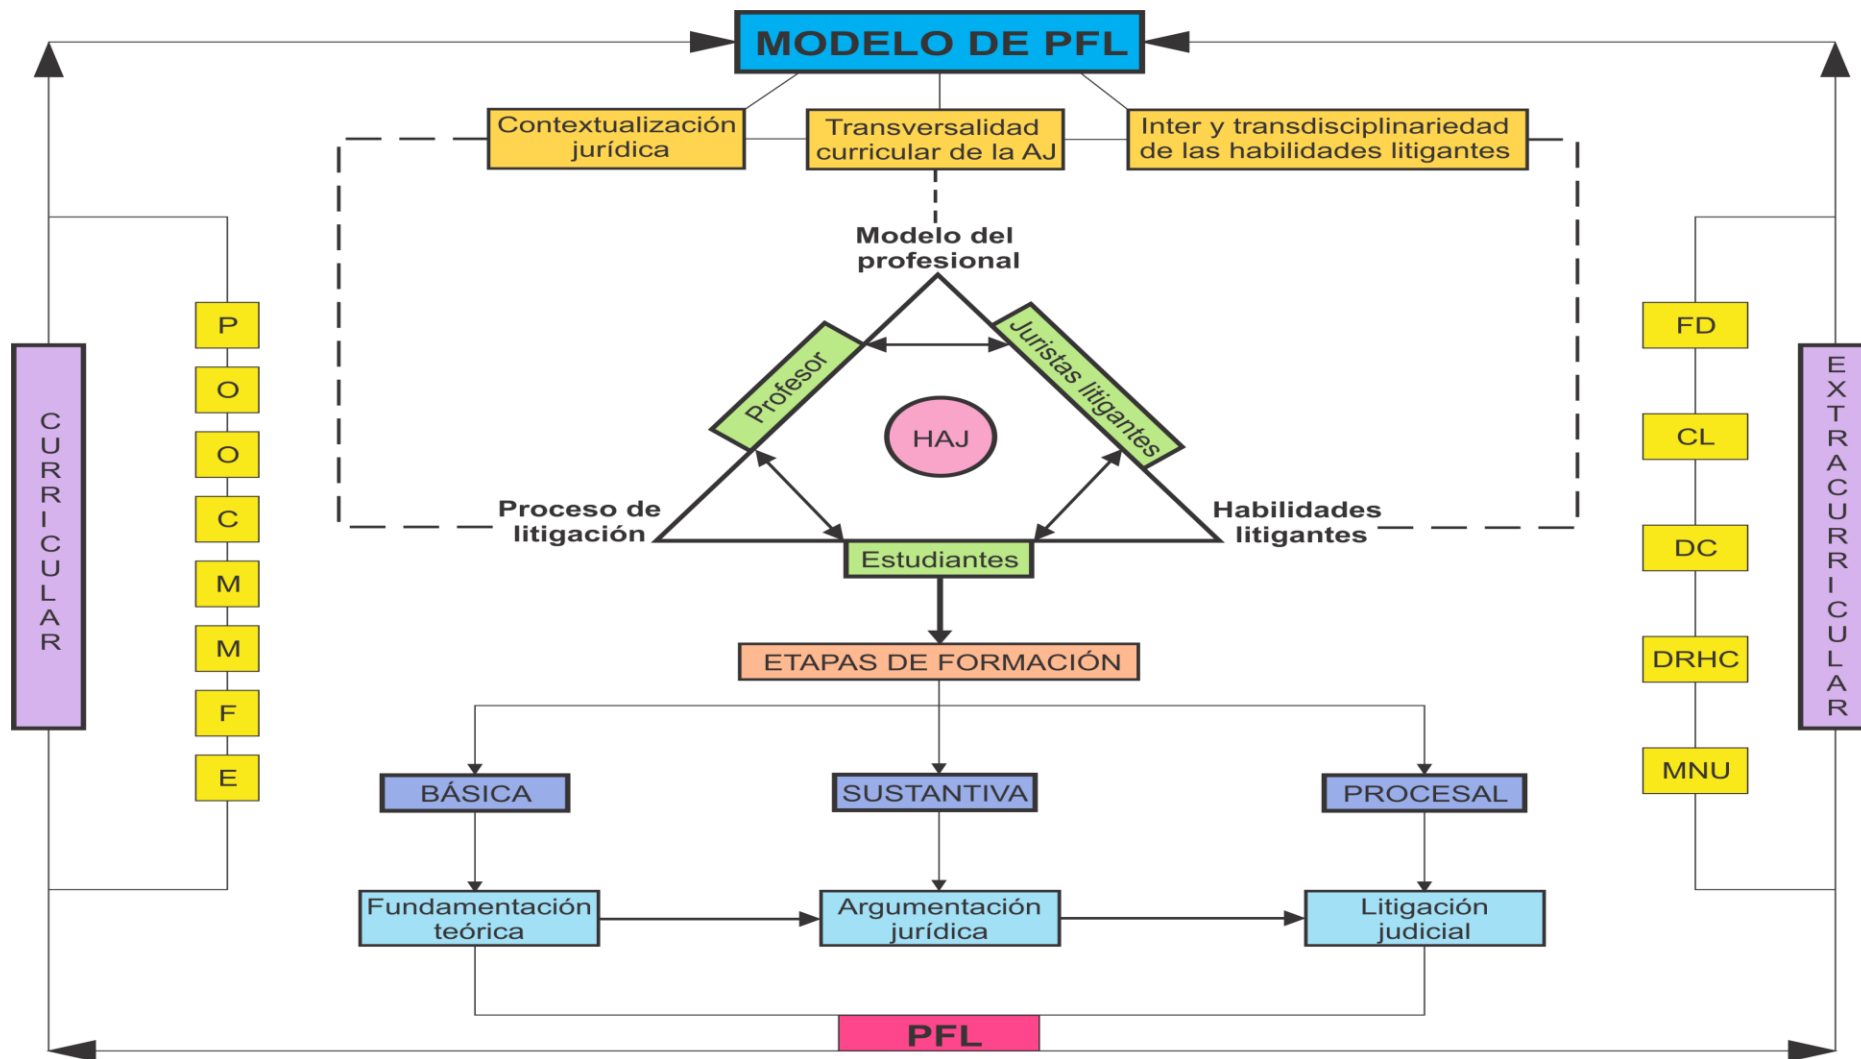 MODELO DE PFL
Contextualización
jurídica
Transversalidad
curricular de la AJ
Inter y transdisciplinariedad
de las habilidades litigantes
Modelo del
profesional
Profesor
Juristas litigantes
HAJ
Proceso de
litigación
Habilidades
litigantes
Estudiantes
CURRICULAR
P
O
O
C
M
M
F
E
FD
CL
DC
DRHC
MNU
EXTRACURRICULAR
ETAPAS DE FORMACIÓN
BÁSICA
SUSTANTIVA
PROCESAL
Fundamentación
teórica
Argumentación
jurídica
Litigación
judicial
PFL